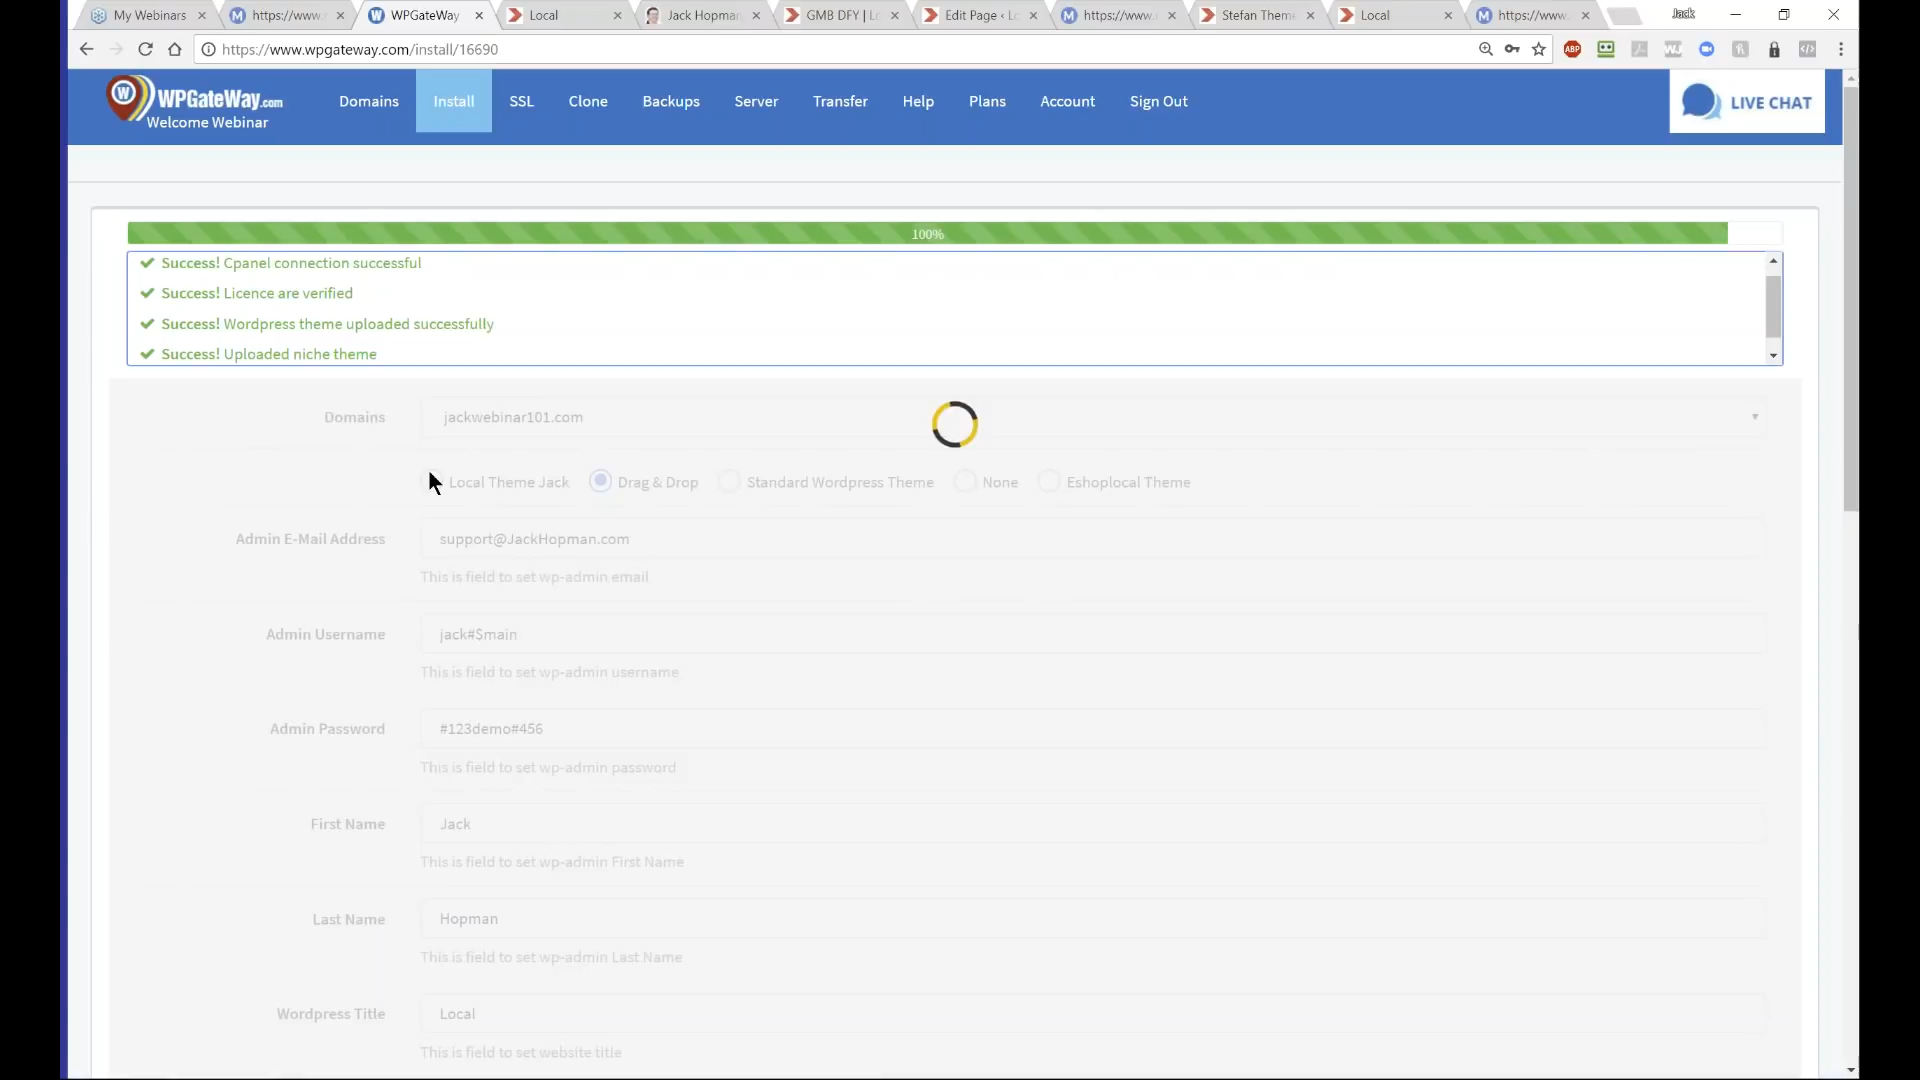 My Webinars
https://www.
WPGateWay
Local
Jack Hopman
GMB DFY | Lo
Edit Page ‹ Lo
https://www.
Stefan Theme
Local
https://www.
Jack
https://www.wpgateway.com/install/16690
ABP
W
WPGateWay.com
Welcome Webinar
Domains
Install
SSL
Clone
Backups
Server
Transfer
Help
Plans
Account
Sign Out
LIVE CHAT
100%
Success! Cpanel connection successful
Success! Licence are verified
Success! Wordpress theme uploaded successfully
Success! Uploaded niche theme
Domains jackwebinar101.com
Local Theme Jack Drag & Drop Standard Wordpress Theme None Eshoplocal Theme
Admin E-Mail Address support@JackHopman.com
This is field to set wp-admin email
Admin Username jack#$main
This is field to set wp-admin username
Admin Password #123demo#456
This is field to set wp-admin password
First Name Jack
This is field to set wp-admin First Name
Last Name Hopman
This is field to set wp-admin Last Name
Wordpress Title Local
This is field to set website title